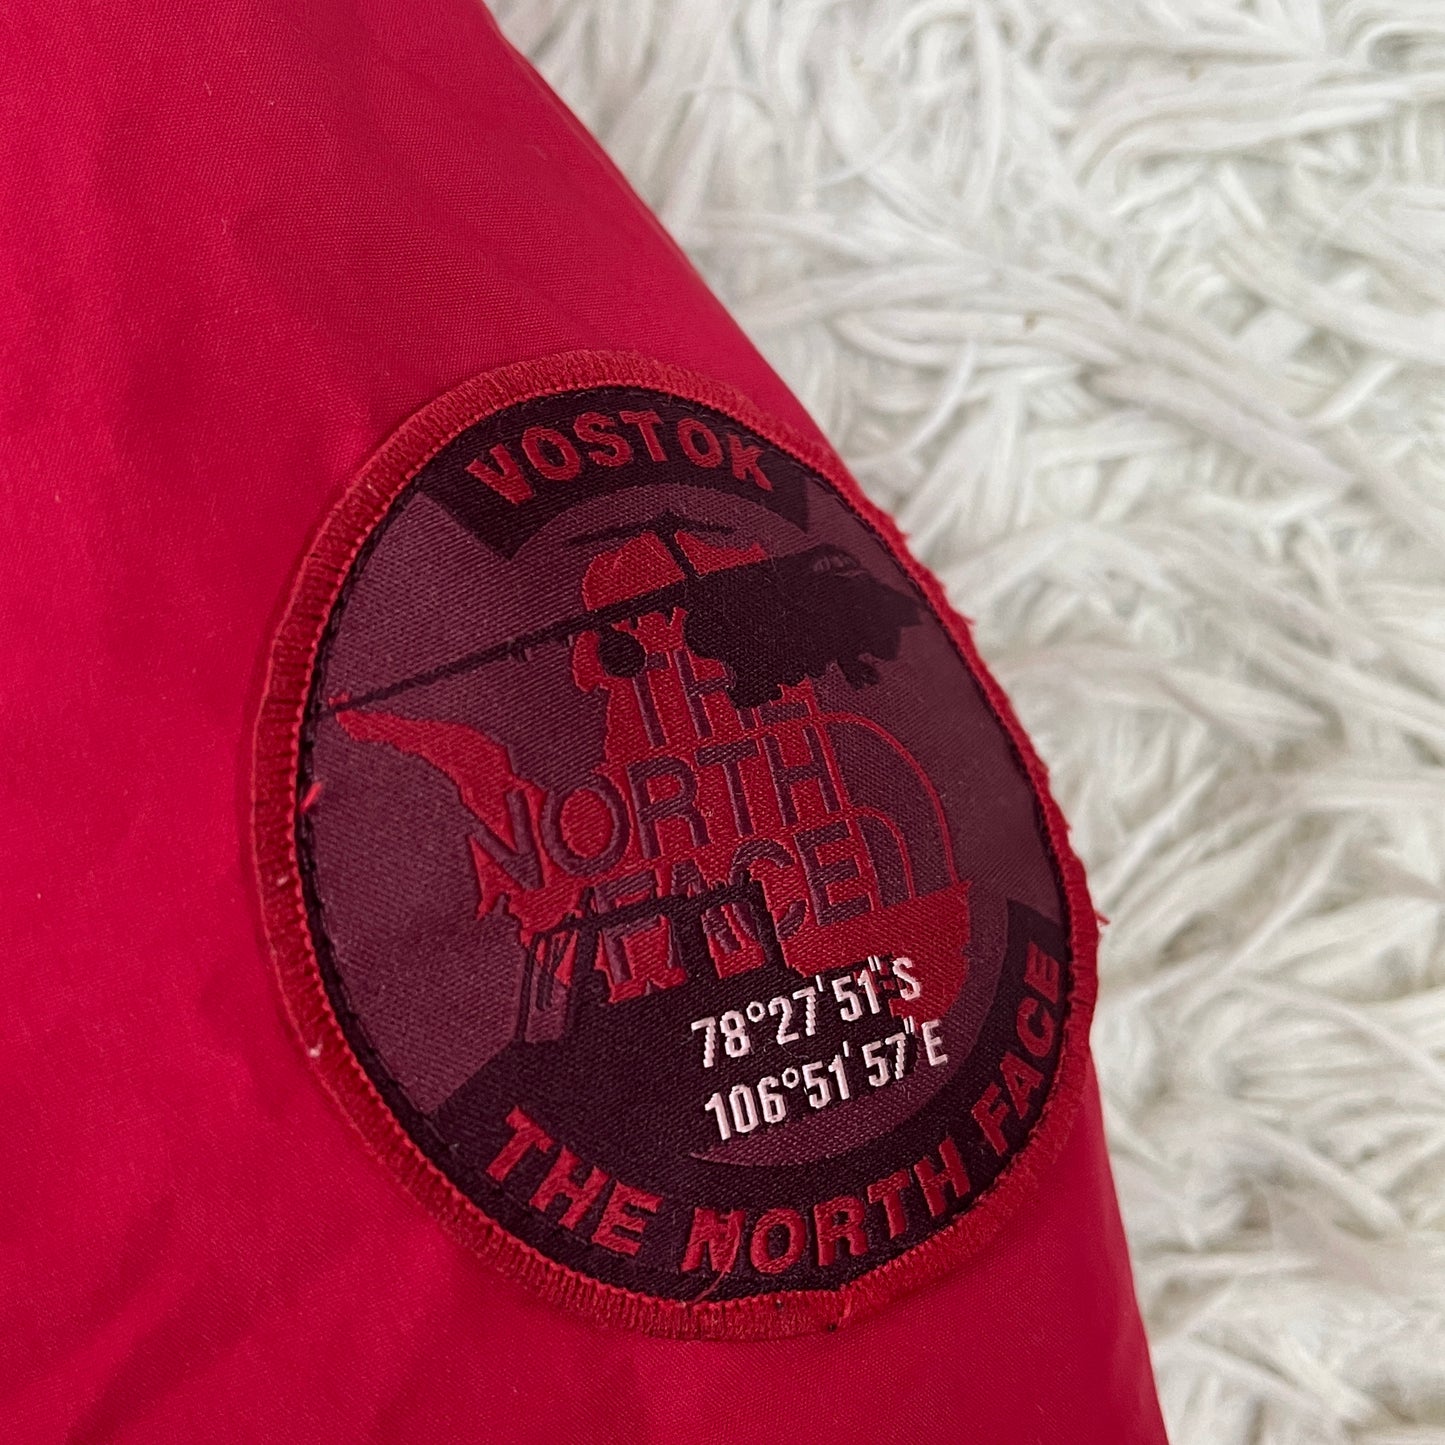 VOSTOK
THE
NORTH
FACE
78°27'51"S
106°51'57"E
THE NORTH FACE